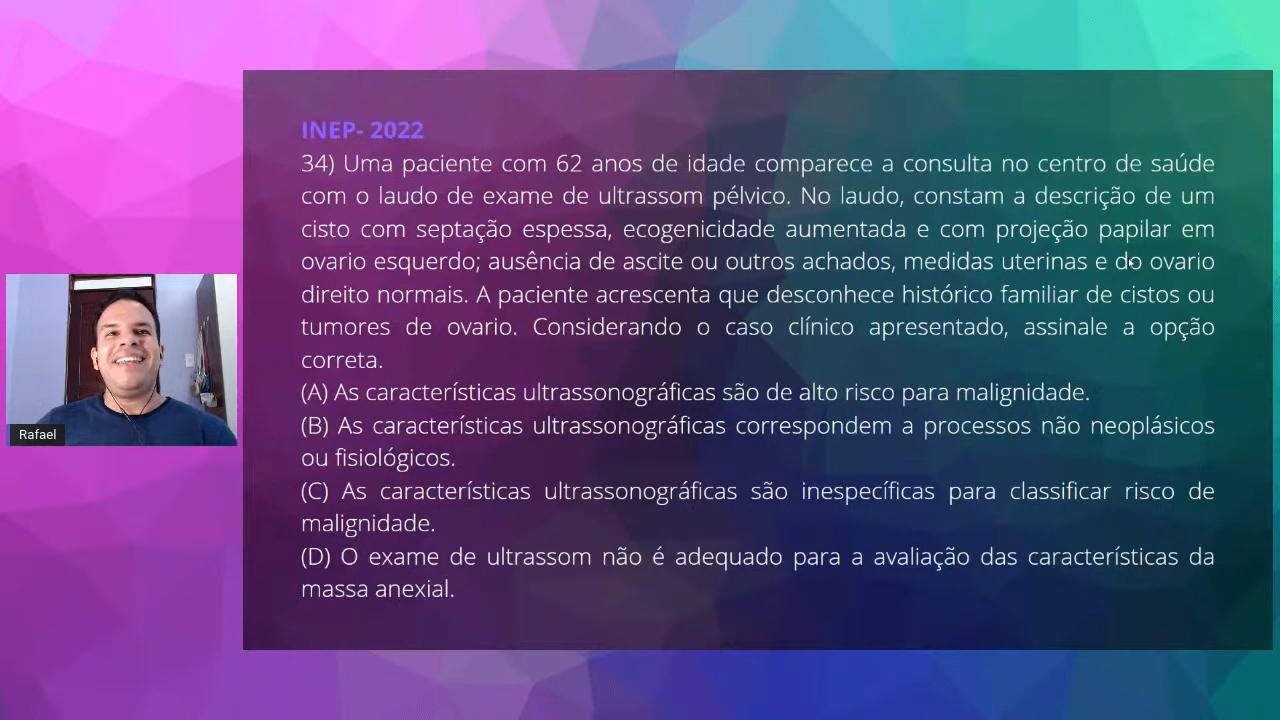 INEP- 2022
34) Uma paciente com 62 anos de idade comparece a consulta no centro de saúde
com o laudo de exame de ultrassom pélvico. No laudo, constam a descrição de um
cisto com septação espessa, ecogenicidade aumentada e com projeção papilar em
ovario esquerdo; ausência de ascite ou outros achados, medidas uterinas e do ovario
direito normais. A paciente acrescenta que desconhece histórico familiar de cistos ou
tumores de ovario. Considerando o caso clínico apresentado, assinale a opção
correta.
(A) As características ultrassonográficas são de alto risco para malignidade.
(B) As características ultrassonográficas correspondem a processos não neoplásicos
ou fisiológicos.
(C) As características ultrassonográficas são inespecíficas para classificar risco de
malignidade.
(D) O exame de ultrassom não é adequado para a avaliação das características da
massa anexial.
Rafael